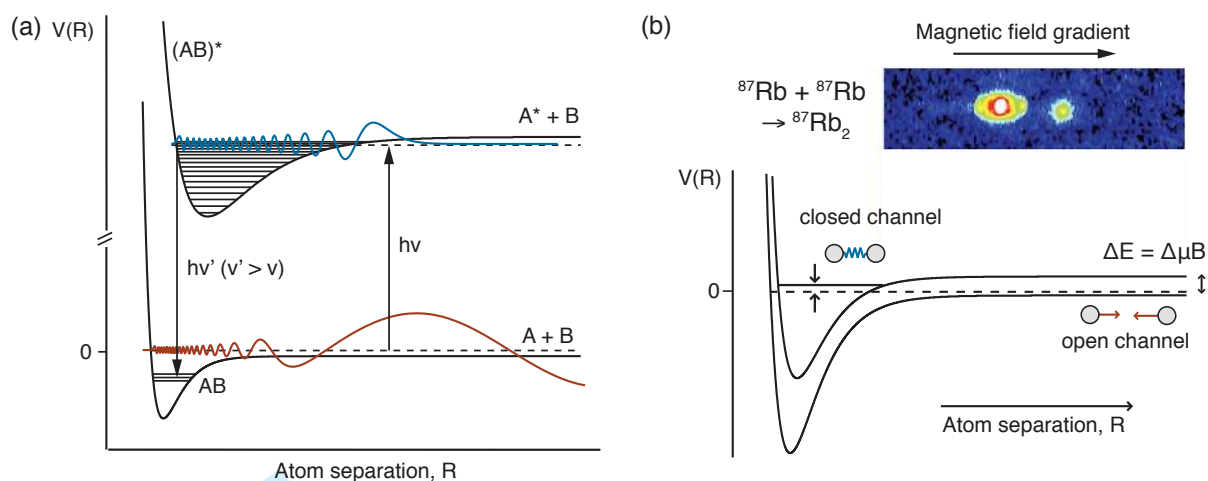 (a)
V(R)
(AB)*
A* + B
hν
hν' (ν' > ν)
0
A + B
AB
Atom separation, R
(b)
Magnetic field gradient
⁸⁷Rb + ⁸⁷Rb
→ ⁸⁷Rb₂
V(R)
closed channel
ΔE = ΔμB
0
open channel
Atom separation, R